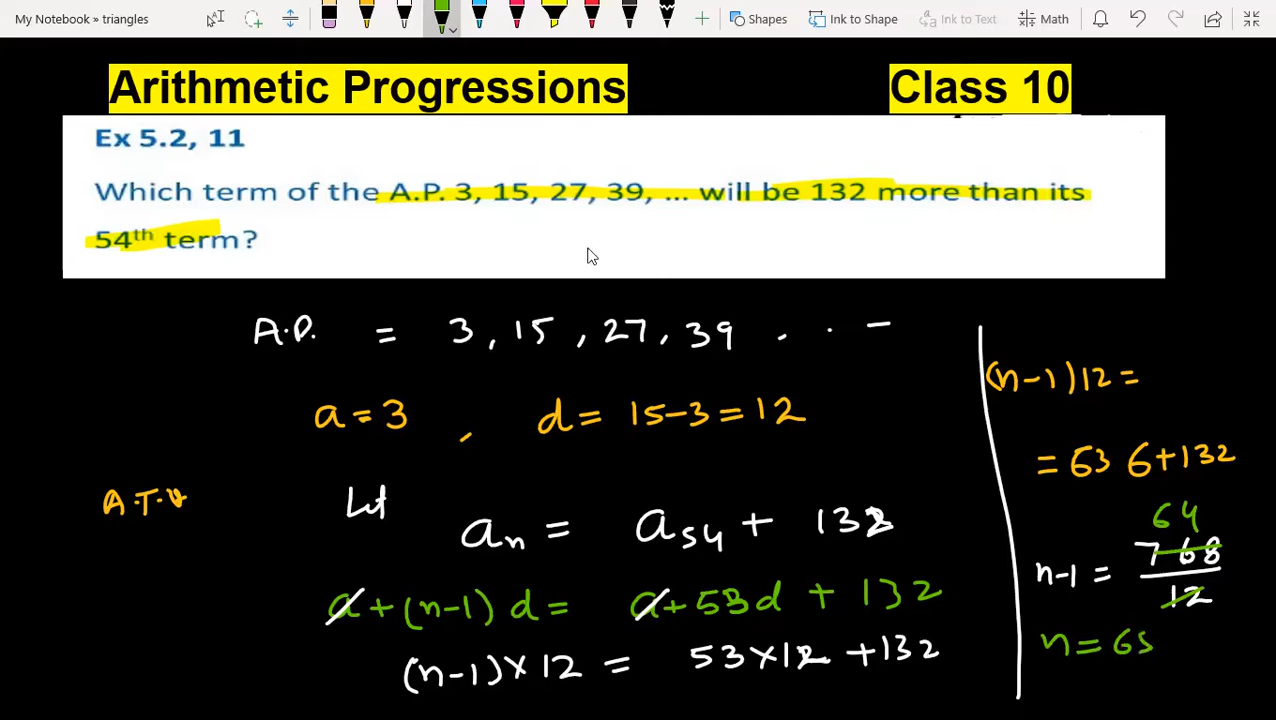 My Notebook » triangles
Shapes Ink to Shape Ink to Text Math
Arithmetic Progressions Class 10
Ex 5.2, 11
Which term of the A.P. 3, 15, 27, 39, ... will be 132 more than its
54th term?
A.P. = 3, 15, 27, 39 . . –
a = 3 , d = 15-3 = 12
A.T.
Let
an = a54 + 132
a + (n-1) d = a + 53d + 132
(n-1) × 12 = 53×12 + 132
(n-1) 12 =
= 636+132
64
n-1 = 768
12
n = 65